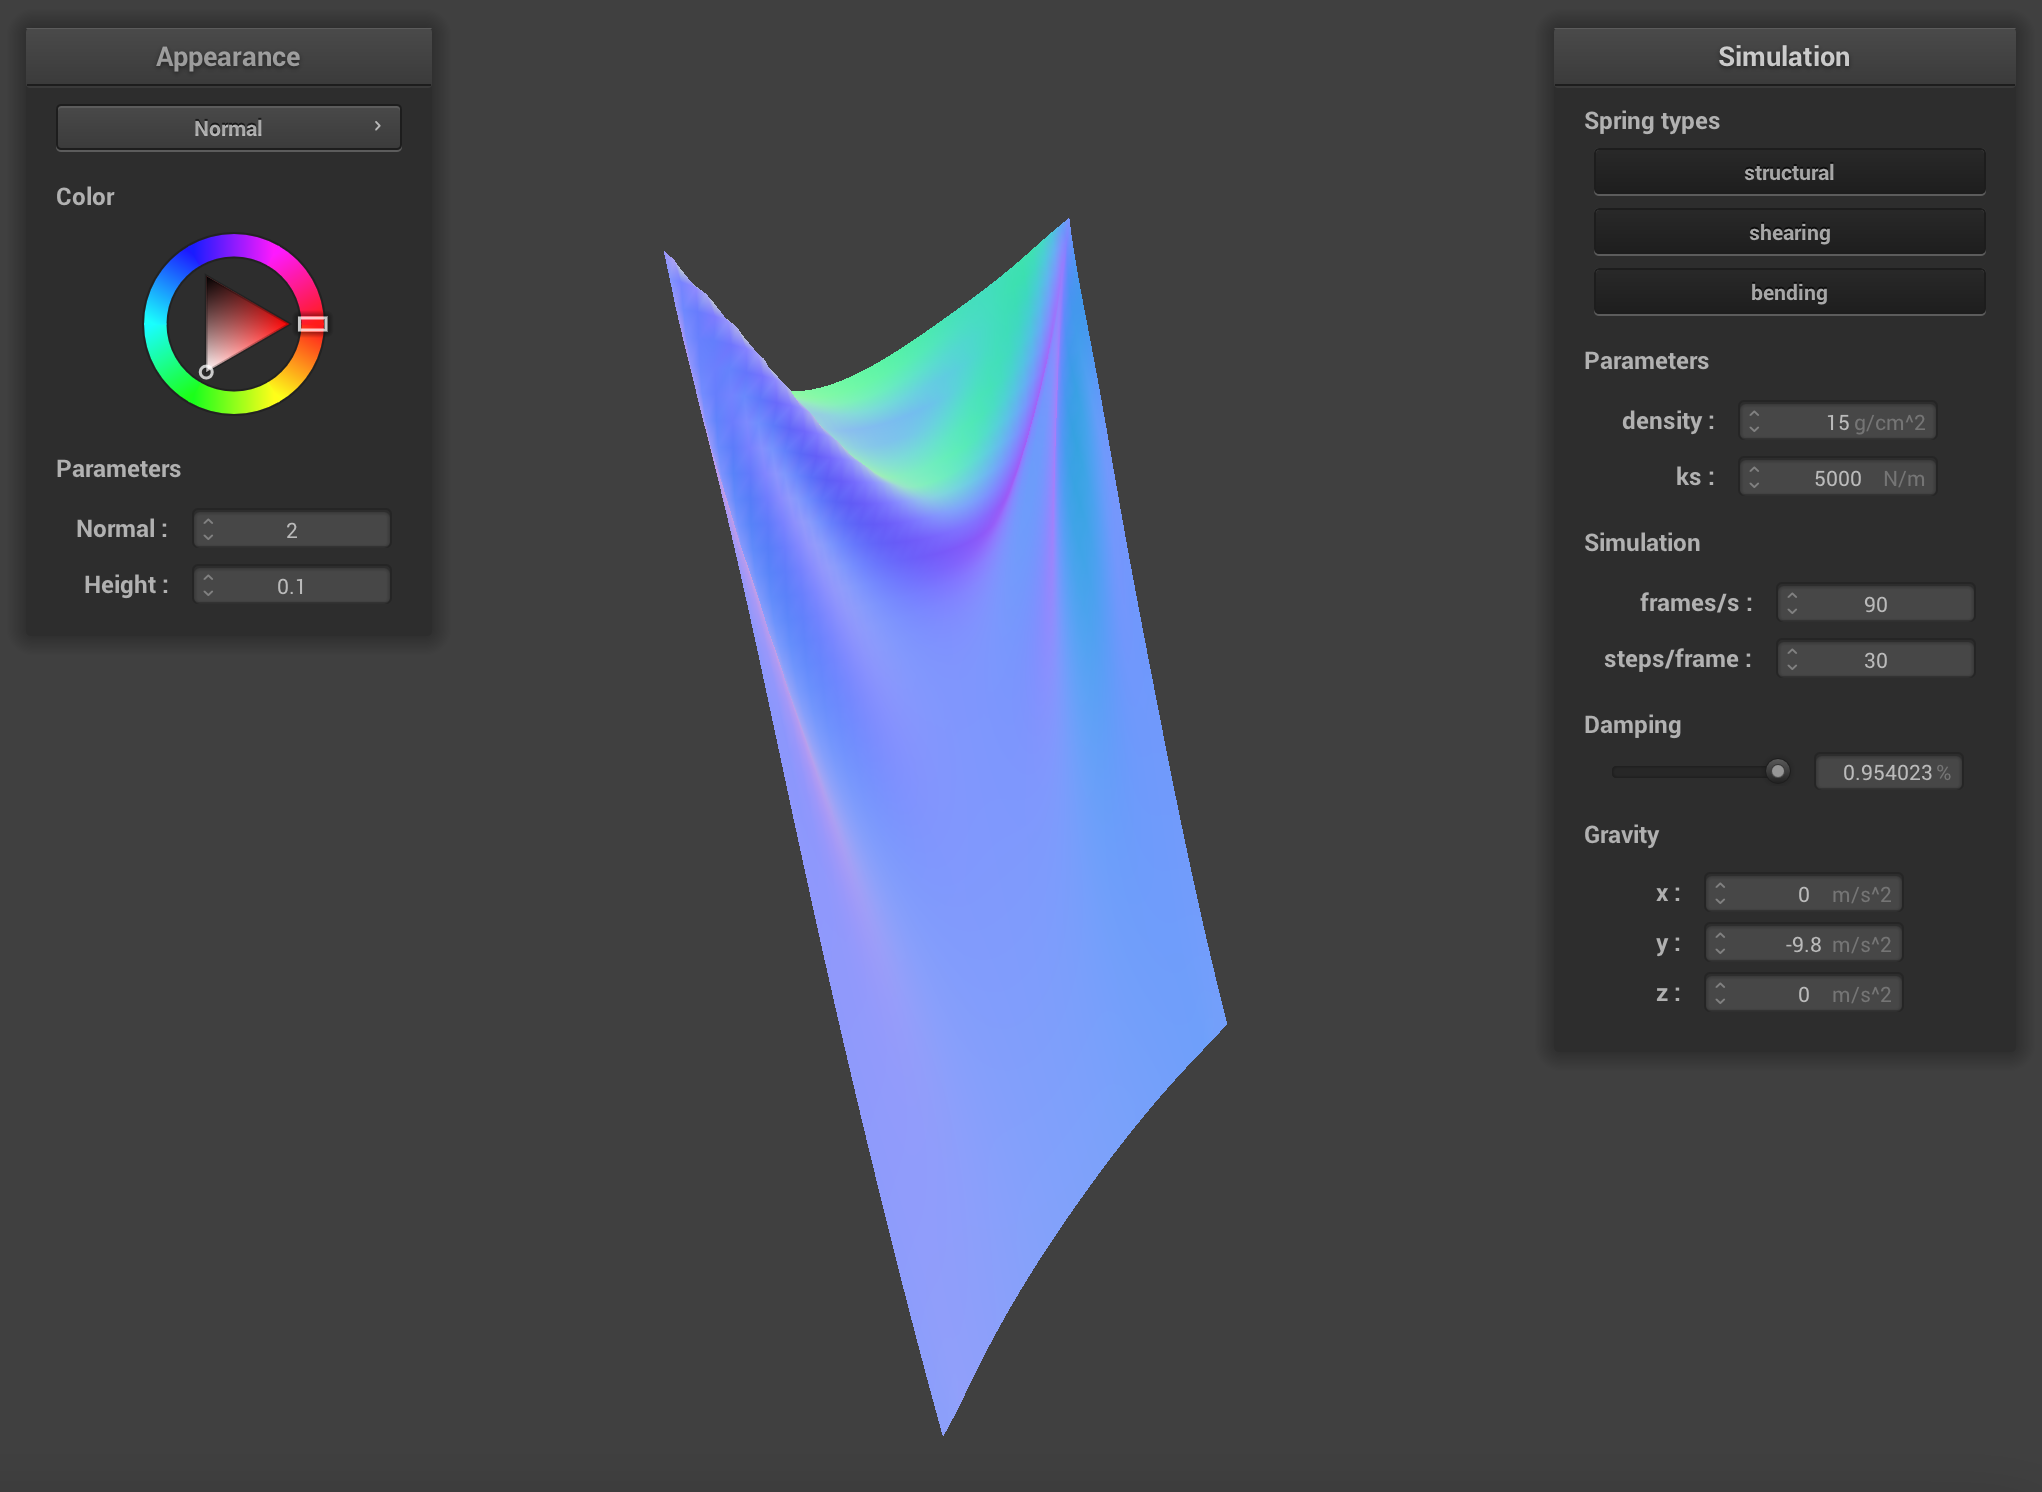 Appearance
Normal
Color
Parameters
Normal : 2
Height : 0.1
Simulation
Spring types
structural
shearing
bending
Parameters
density : 15 g/cm^2
ks : 5000 N/m
Simulation
frames/s : 90
steps/frame : 30
Damping
0.954023 %
Gravity
x : 0 m/s^2
y : -9.8 m/s^2
z : 0 m/s^2